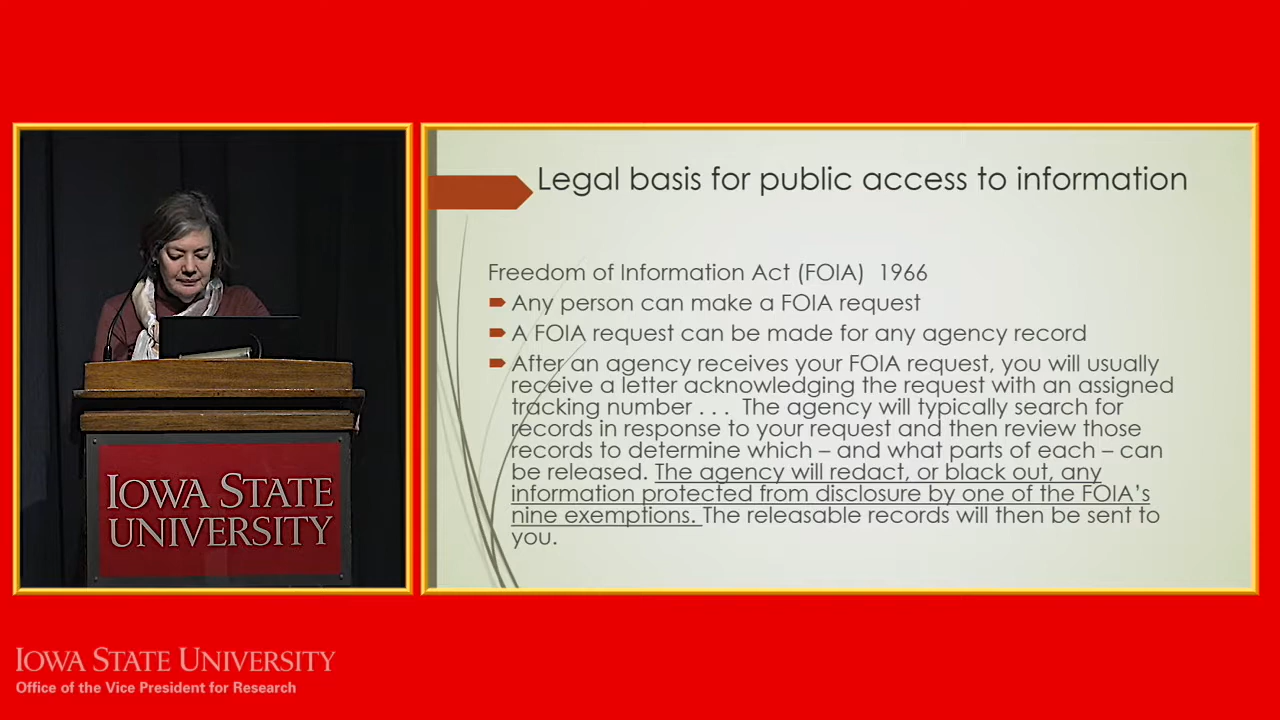 Legal basis for public access to information
Freedom of Information Act (FOIA) 1966
Any person can make a FOIA request
A FOIA request can be made for any agency record
After an agency receives your FOIA request, you will usually
receive a letter acknowledging the request with an assigned
tracking number . . . The agency will typically search for
records in response to your request and then review those
records to determine which – and what parts of each – can
be released. The agency will redact, or black out, any
information protected from disclosure by one of the FOIA's
nine exemptions. The releasable records will then be sent to
you.
IOWA STATE
UNIVERSITY
IOWA STATE UNIVERSITY
Office of the Vice President for Research